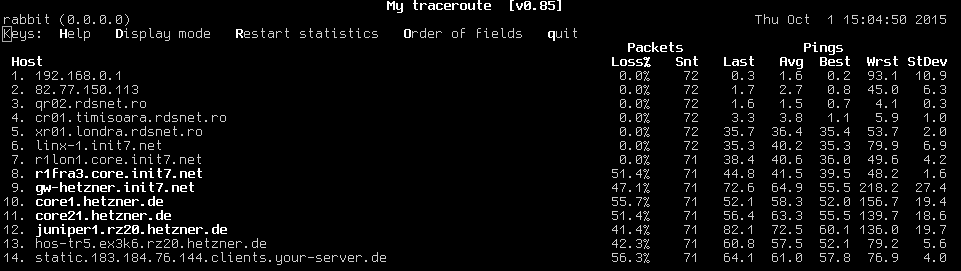 My traceroute [v0.85]
rabbit (0.0.0.0) Thu Oct 1 15:04:50 2015
Keys: Help Display mode Restart statistics Order of fields quit
Packets Pings
Host Loss% Snt Last Avg Best Wrst StDev
1. 192.168.0.1 0.0% 72 0.3 1.6 0.2 93.1 10.9
2. 82.77.150.113 0.0% 72 1.7 2.7 0.8 45.0 6.3
3. qr02.rdsnet.ro 0.0% 72 1.6 1.5 0.7 4.1 0.3
4. cr01.timisoara.rdsnet.ro 0.0% 72 3.3 3.8 1.1 5.9 1.0
5. xr01.londra.rdsnet.ro 0.0% 72 35.7 36.4 35.4 53.7 2.0
6. linx-1.init7.net 0.0% 72 35.3 40.2 35.3 79.9 6.9
7. r1lon1.core.init7.net 0.0% 71 38.4 40.6 36.0 49.6 4.2
8. r1fra3.core.init7.net 51.4% 71 44.8 41.5 39.5 48.2 1.6
9. gw-hetzner.init7.net 47.1% 71 72.6 64.9 55.5 218.2 27.4
10. core1.hetzner.de 55.7% 71 52.1 58.3 52.0 156.7 19.4
11. core21.hetzner.de 51.4% 71 56.4 63.3 55.5 139.7 18.6
12. juniper1.rz20.hetzner.de 41.4% 71 82.1 72.5 60.1 136.0 19.7
13. hos-tr5.ex3k6.rz20.hetzner.de 42.3% 71 60.8 57.5 52.1 79.2 5.6
14. static.183.184.76.144.clients.your-server.de 56.3% 71 64.1 61.0 57.8 76.9 4.0